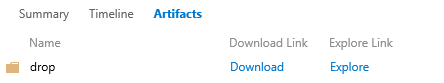 Summary Timeline Artifacts
Name Download Link Explore Link
drop Download Explore